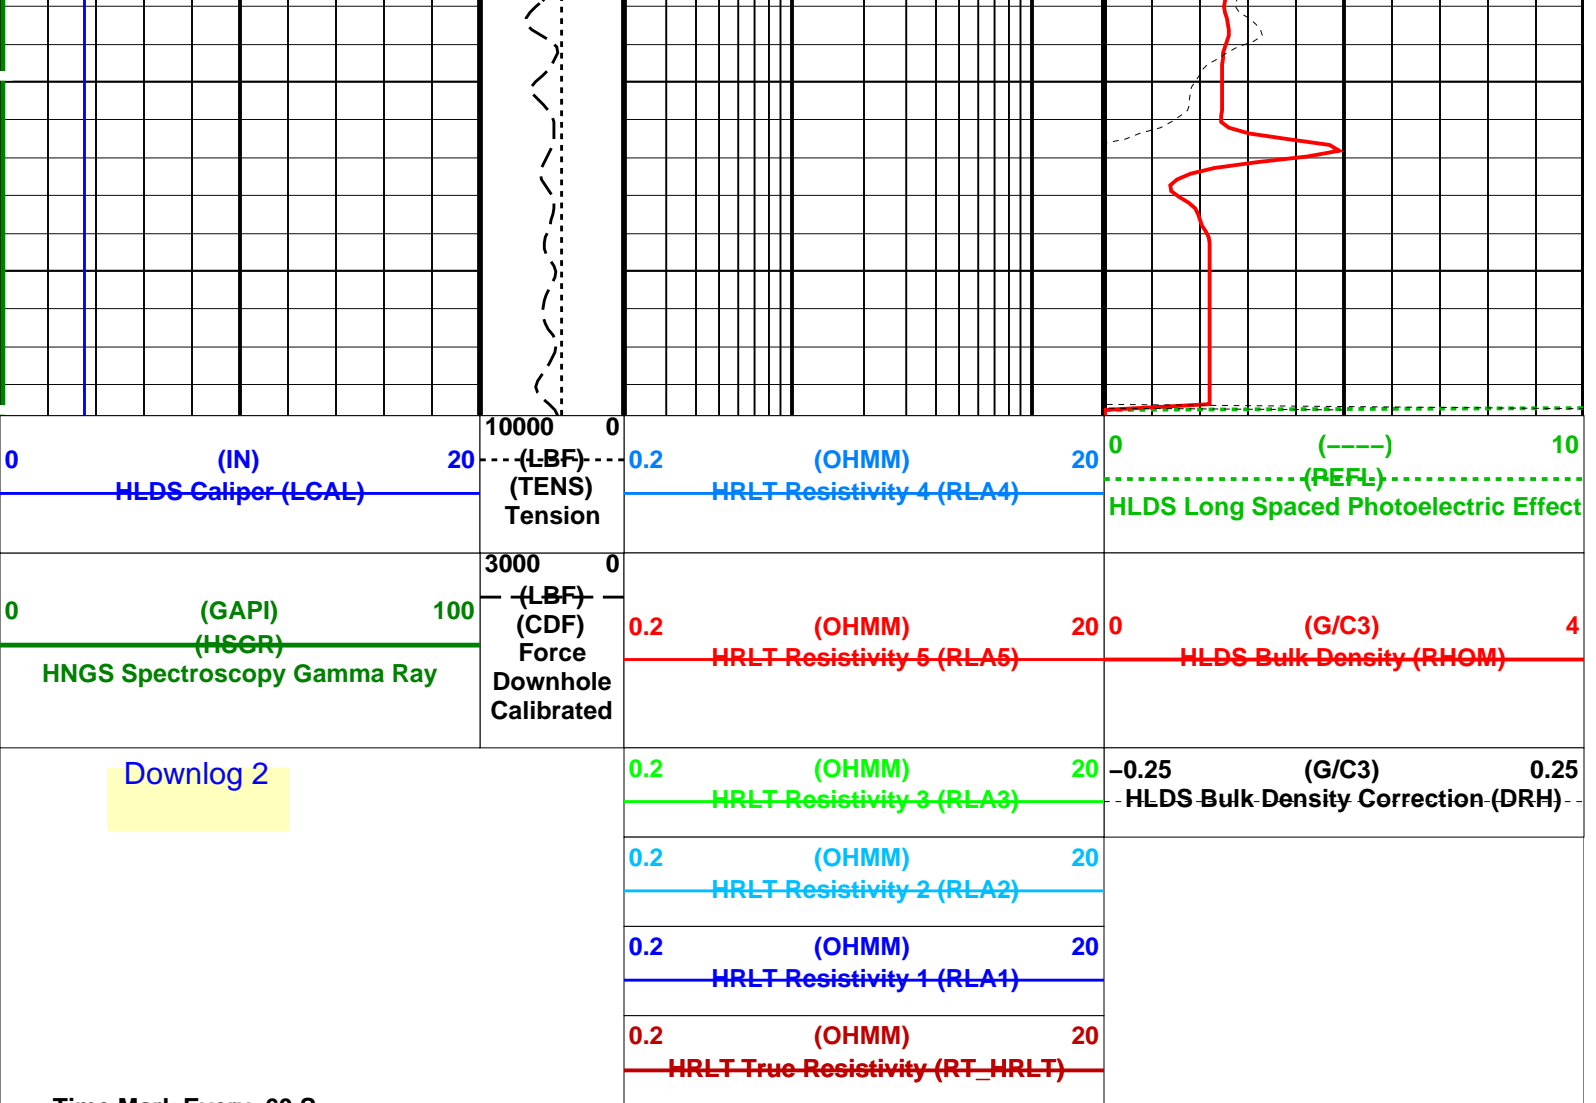 0 (IN) 20
HLDS Caliper (LCAL)
10000 0
(LBF)
(TENS)
Tension
0.2 (OHMM) 20
HRLT Resistivity 4 (RLA4)
0 (----) 10
(PEFL)
HLDS Long Spaced Photoelectric Effect
0 (GAPI) 100
(HSGR)
HNGS Spectroscopy Gamma Ray
3000 0
(LBF)
(CDF)
Force
Downhole
Calibrated
0.2 (OHMM) 20
HRLT Resistivity 5 (RLA5)
0 (G/C3) 4
HLDS Bulk Density (RHOM)
Downlog 2
0.2 (OHMM) 20
HRLT Resistivity 3 (RLA3)
−0.25 (G/C3) 0.25
HLDS Bulk Density Correction (DRH)
0.2 (OHMM) 20
HRLT Resistivity 2 (RLA2)
0.2 (OHMM) 20
HRLT Resistivity 1 (RLA1)
0.2 (OHMM) 20
HRLT True Resistivity (RT_HRLT)
Time Mark Every 60 S